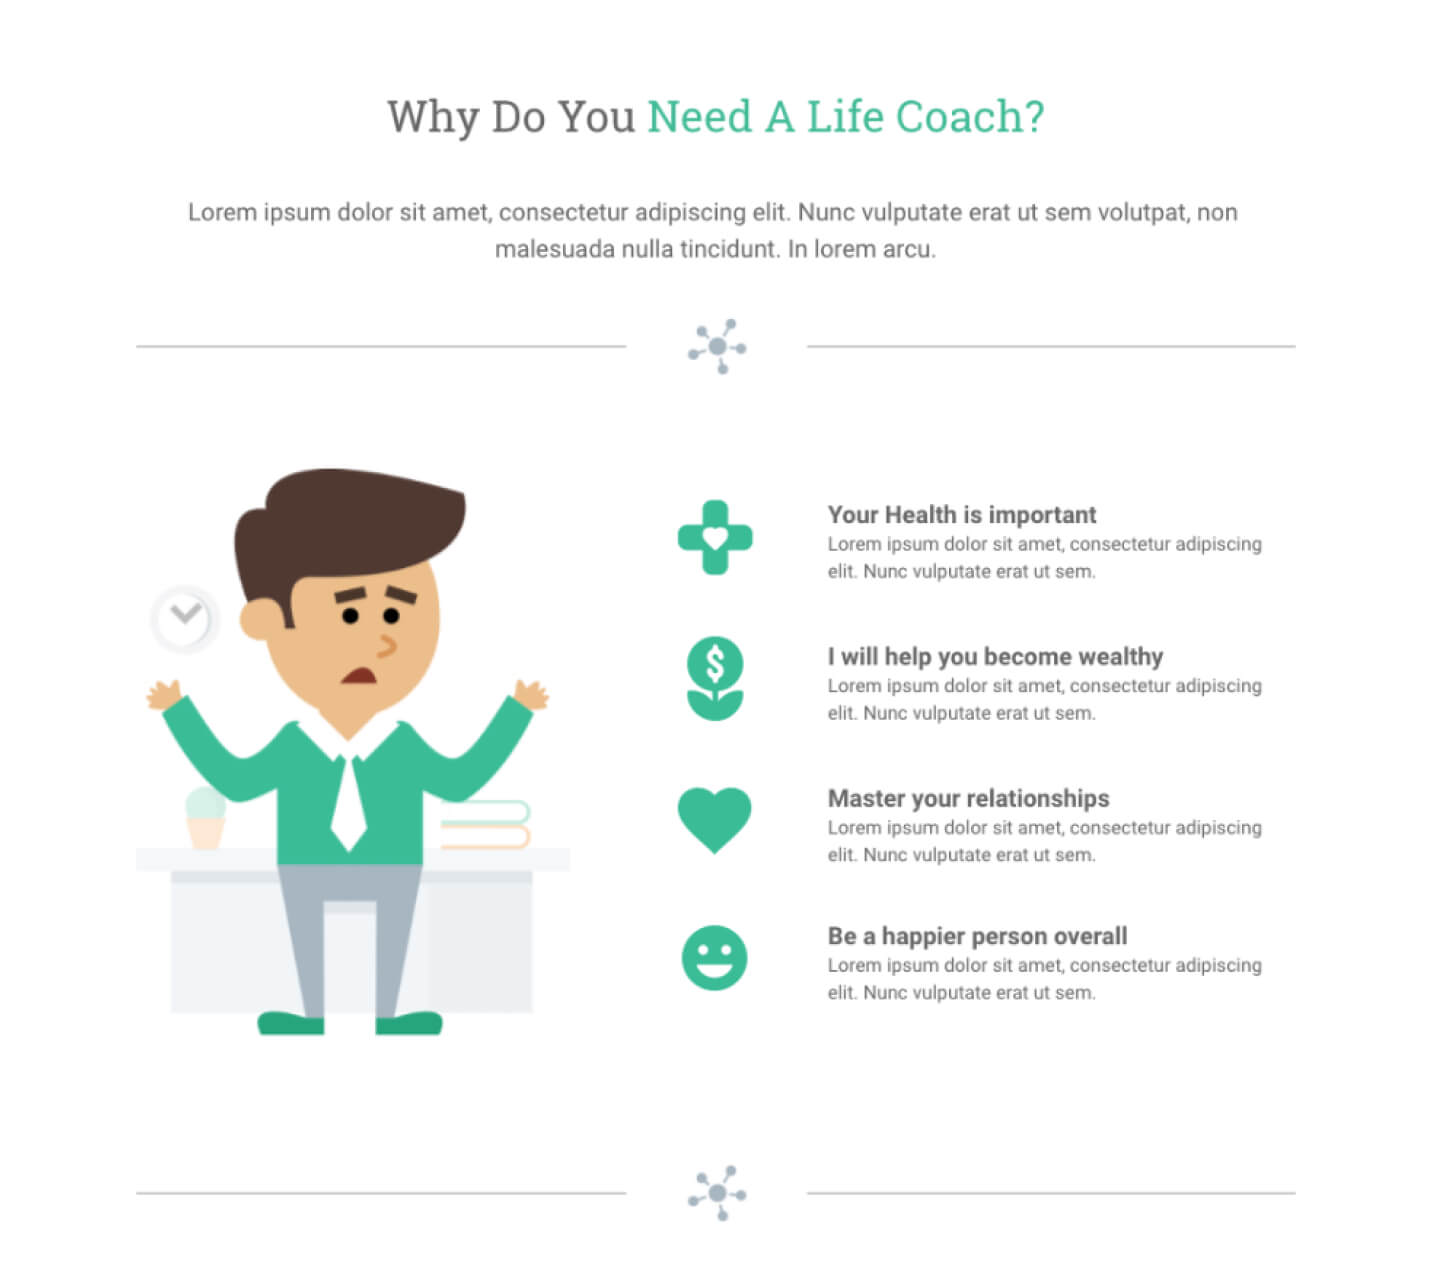 Why Do You Need A Life Coach?
Lorem ipsum dolor sit amet, consectetur adipiscing elit. Nunc vulputate erat ut sem volutpat, non
malesuada nulla tincidunt. In lorem arcu.
Your Health is important
Lorem ipsum dolor sit amet, consectetur adipiscing
elit. Nunc vulputate erat ut sem.
$
I will help you become wealthy
Lorem ipsum dolor sit amet, consectetur adipiscing
elit. Nunc vulputate erat ut sem.
Master your relationships
Lorem ipsum dolor sit amet, consectetur adipiscing
elit. Nunc vulputate erat ut sem.
Be a happier person overall
Lorem ipsum dolor sit amet, consectetur adipiscing
elit. Nunc vulputate erat ut sem.